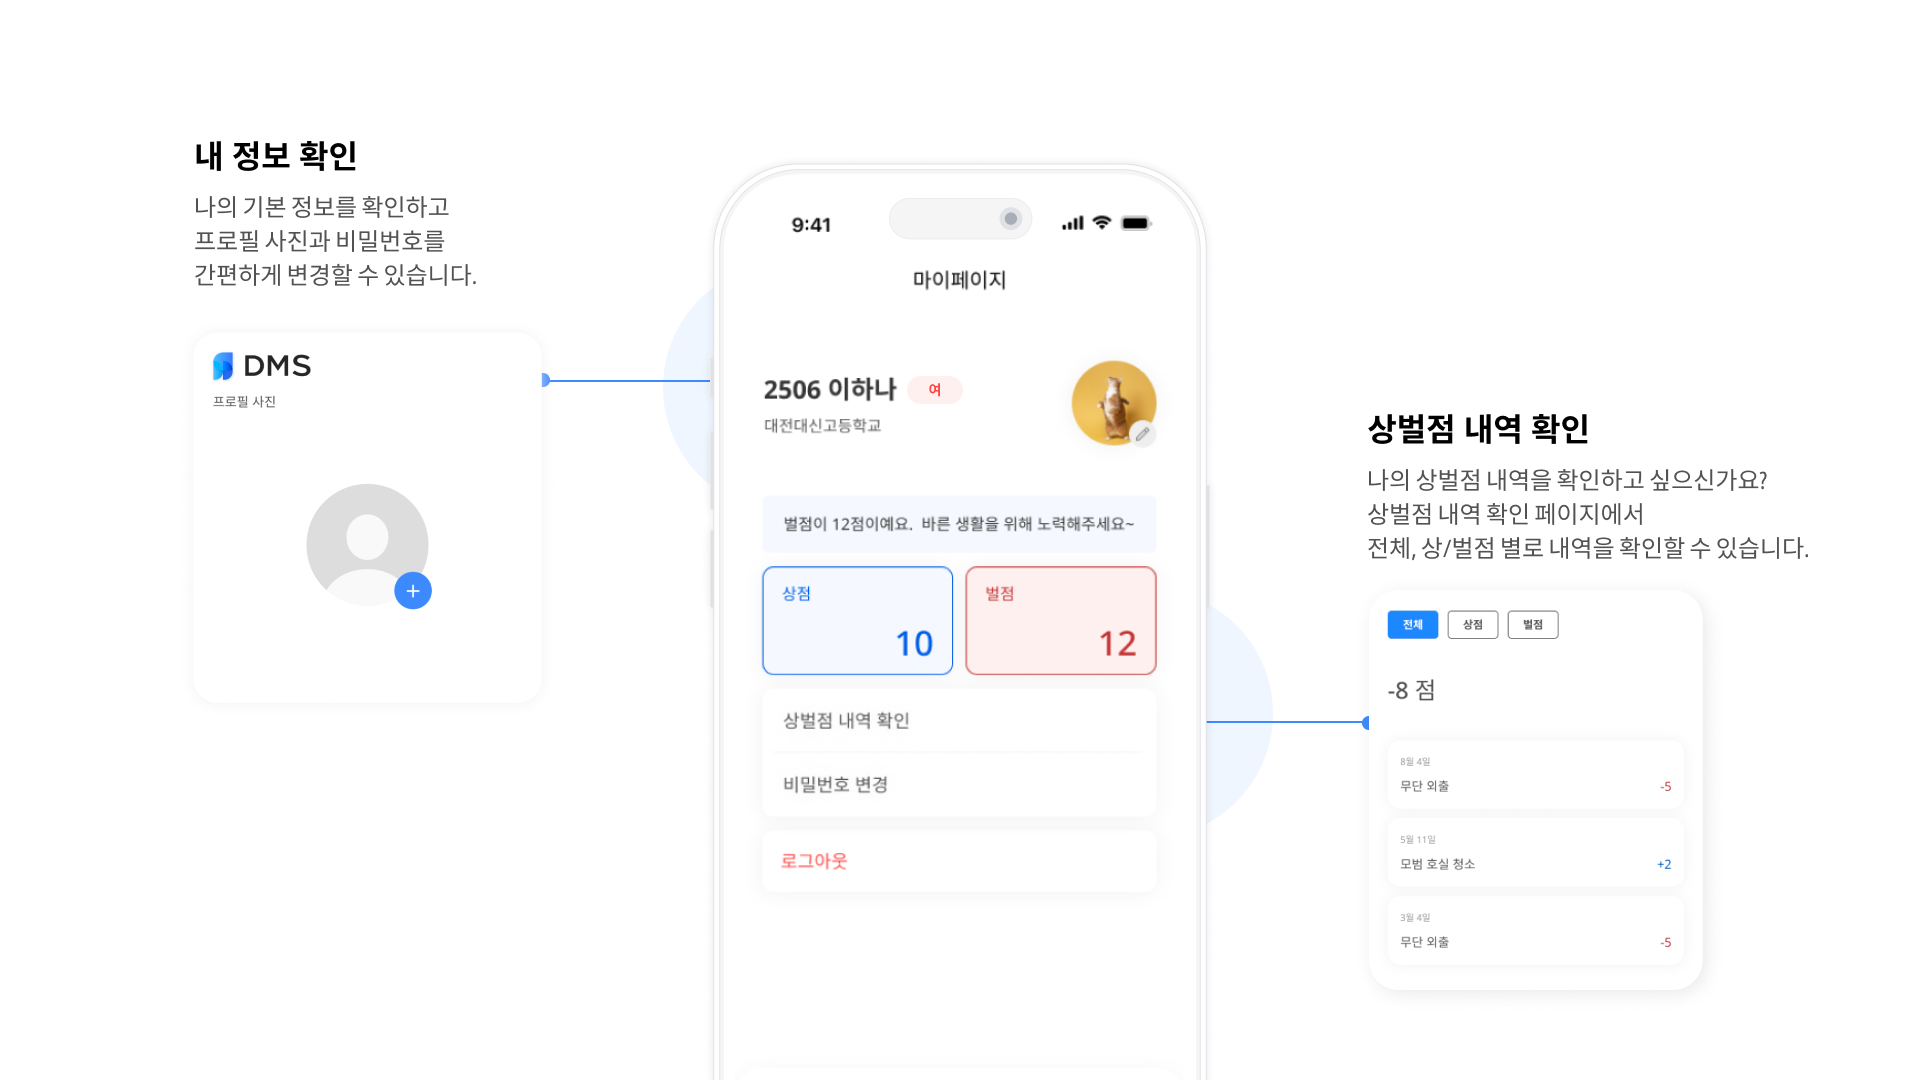 내 정보 확인
나의 기본 정보를 확인하고
프로필 사진과 비밀번호를
간편하게 변경할 수 있습니다.
DMS
프로필 사진
9:41
마이페이지
2506 이하나 여
대전대신고등학교
벌점이 12점이예요. 바른 생활을 위해 노력해주세요~
상점
10
벌점
12
상벌점 내역 확인
비밀번호 변경
로그아웃
상벌점 내역 확인
나의 상벌점 내역을 확인하고 싶으신가요?
상벌점 내역 확인 페이지에서
전체, 상/벌점 별로 내역을 확인할 수 있습니다.
전체 상점 벌점
-8 점
8월 4일
무단 외출 -5
5월 11일
모범 호실 청소 +2
3월 4일
무단 외출 -5